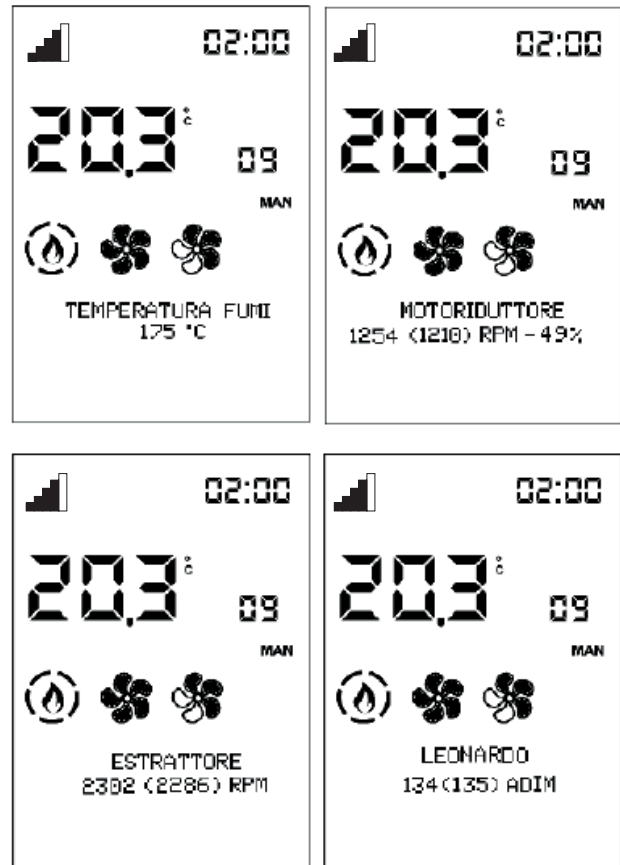 02:00
20.3 °C
09
MAN
TEMPERATURA FUMI
175 °C
02:00
20.3 °C
09
MAN
MOTORIDUTTORE
1254 (1210) RPM - 49%
02:00
20.3 °C
09
MAN
ESTRATTORE
2302 (2286) RPM
02:00
20.3 °C
09
MAN
LEONARDO
134(135) ADIM